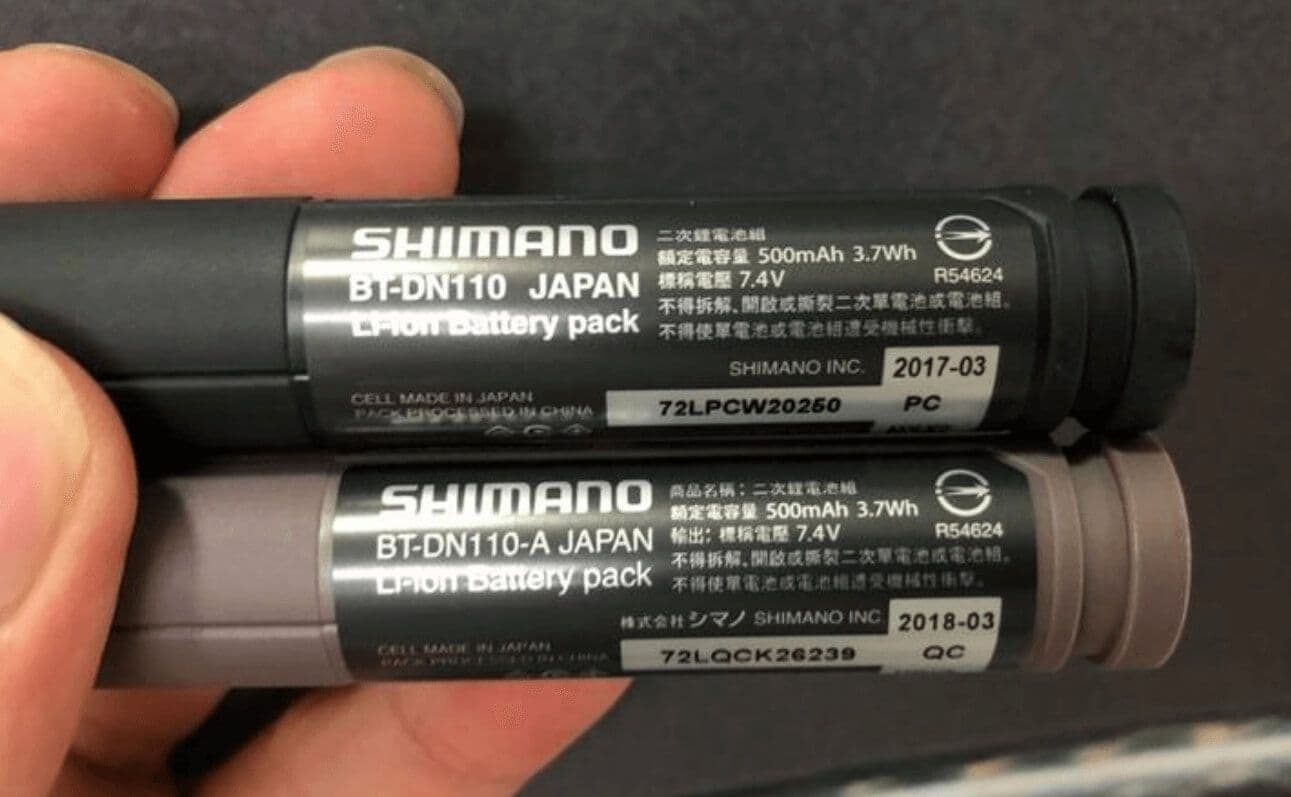 SHIMANO
BT-DN110 JAPAN
Li-ion Battery pack
二次鋰電池組
額定電容量 500mAh 3.7Wh
標稱電壓 7.4V
不得拆解、開啟或撕裂二次單電池或電池組。
不得使單電池或電池組遭受機械性衝擊。
R54624
SHIMANO INC.
2017-03
CELL MADE IN JAPAN
PACK PROCESSED IN CHINA
72LPCW20250
PC
SHIMANO
BT-DN110-A JAPAN
Li-ion Battery pack
商品名稱：二次鋰電池組
額定電容量 500mAh 3.7Wh
輸出：標稱電壓 7.4V
不得拆解、開啟或撕裂二次單電池或電池組。
不得使單電池或電池組遭受機械性衝擊。
R54624
株式会社 シマノ SHIMANO INC.
2018-03
CELL MADE IN JAPAN
PACK PROCESSED IN CHINA
72LQCK26239
QC